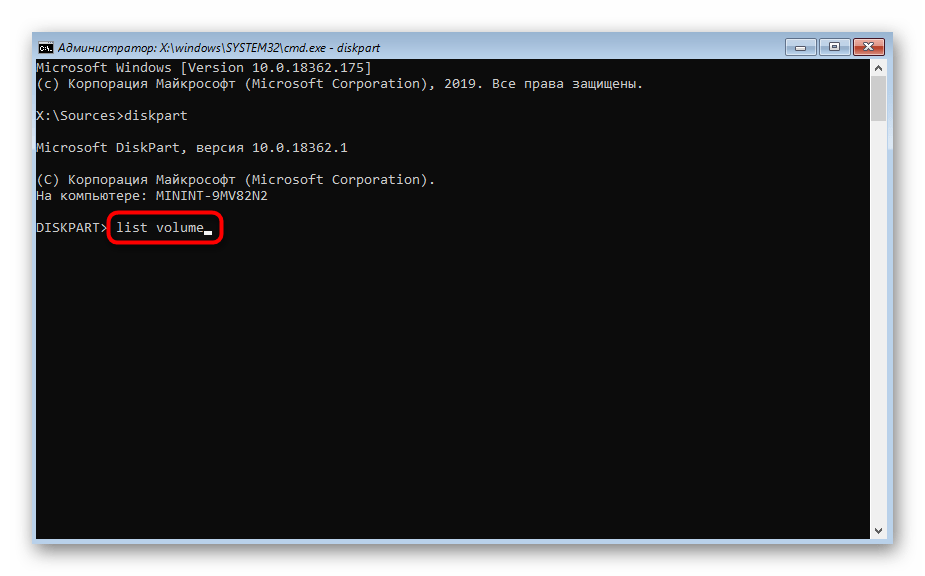 Администратор: X:\windows\SYSTEM32\cmd.exe - diskpart
Microsoft Windows [Version 10.0.18362.175]
(c) Корпорация Майкрософт (Microsoft Corporation), 2019. Все права защищены.
X:\Sources>diskpart
Microsoft DiskPart, версия 10.0.18362.1
(C) Корпорация Майкрософт (Microsoft Corporation).
На компьютере: MININT-9MV82N2
DISKPART> list volume